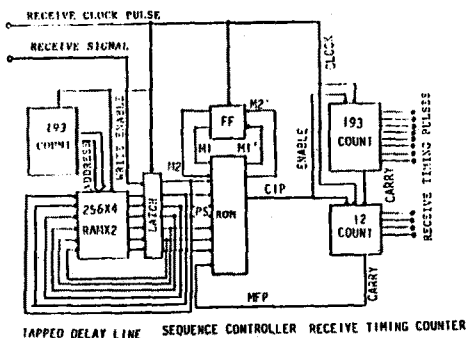 RECEIVE CLOCK PULSE
RECEIVE SIGNAL
CLOCK
M2'
FF
193
COUNT
193
COUNT
WRITE ENABLE
ADDRESS
M1
M1'
ENABLE
M2
RECEIVE TIMING PULSES
CARRY
256X4
RAMX2
LATCH
CPS
ROM
CIP
12
COUNT
CARRY
MFP
TAPPED DELAY LINE
SEQUENCE CONTROLLER
RECEIVE TIMING COUNTER